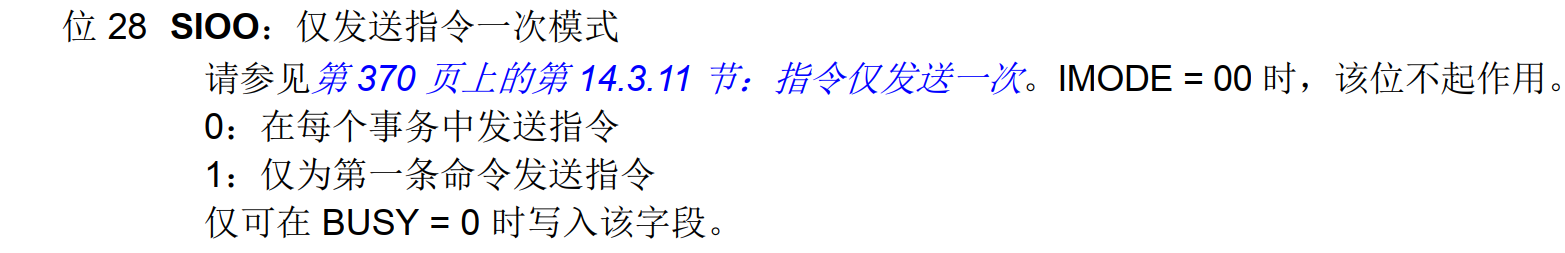 位 28 SIOO：仅发送指令一次模式
请参见第 370 页上的第 14.3.11 节：指令仅发送一次。IMODE = 00 时，该位不起作用。
0：在每个事务中发送指令
1：仅为第一条命令发送指令
仅可在 BUSY = 0 时写入该字段。